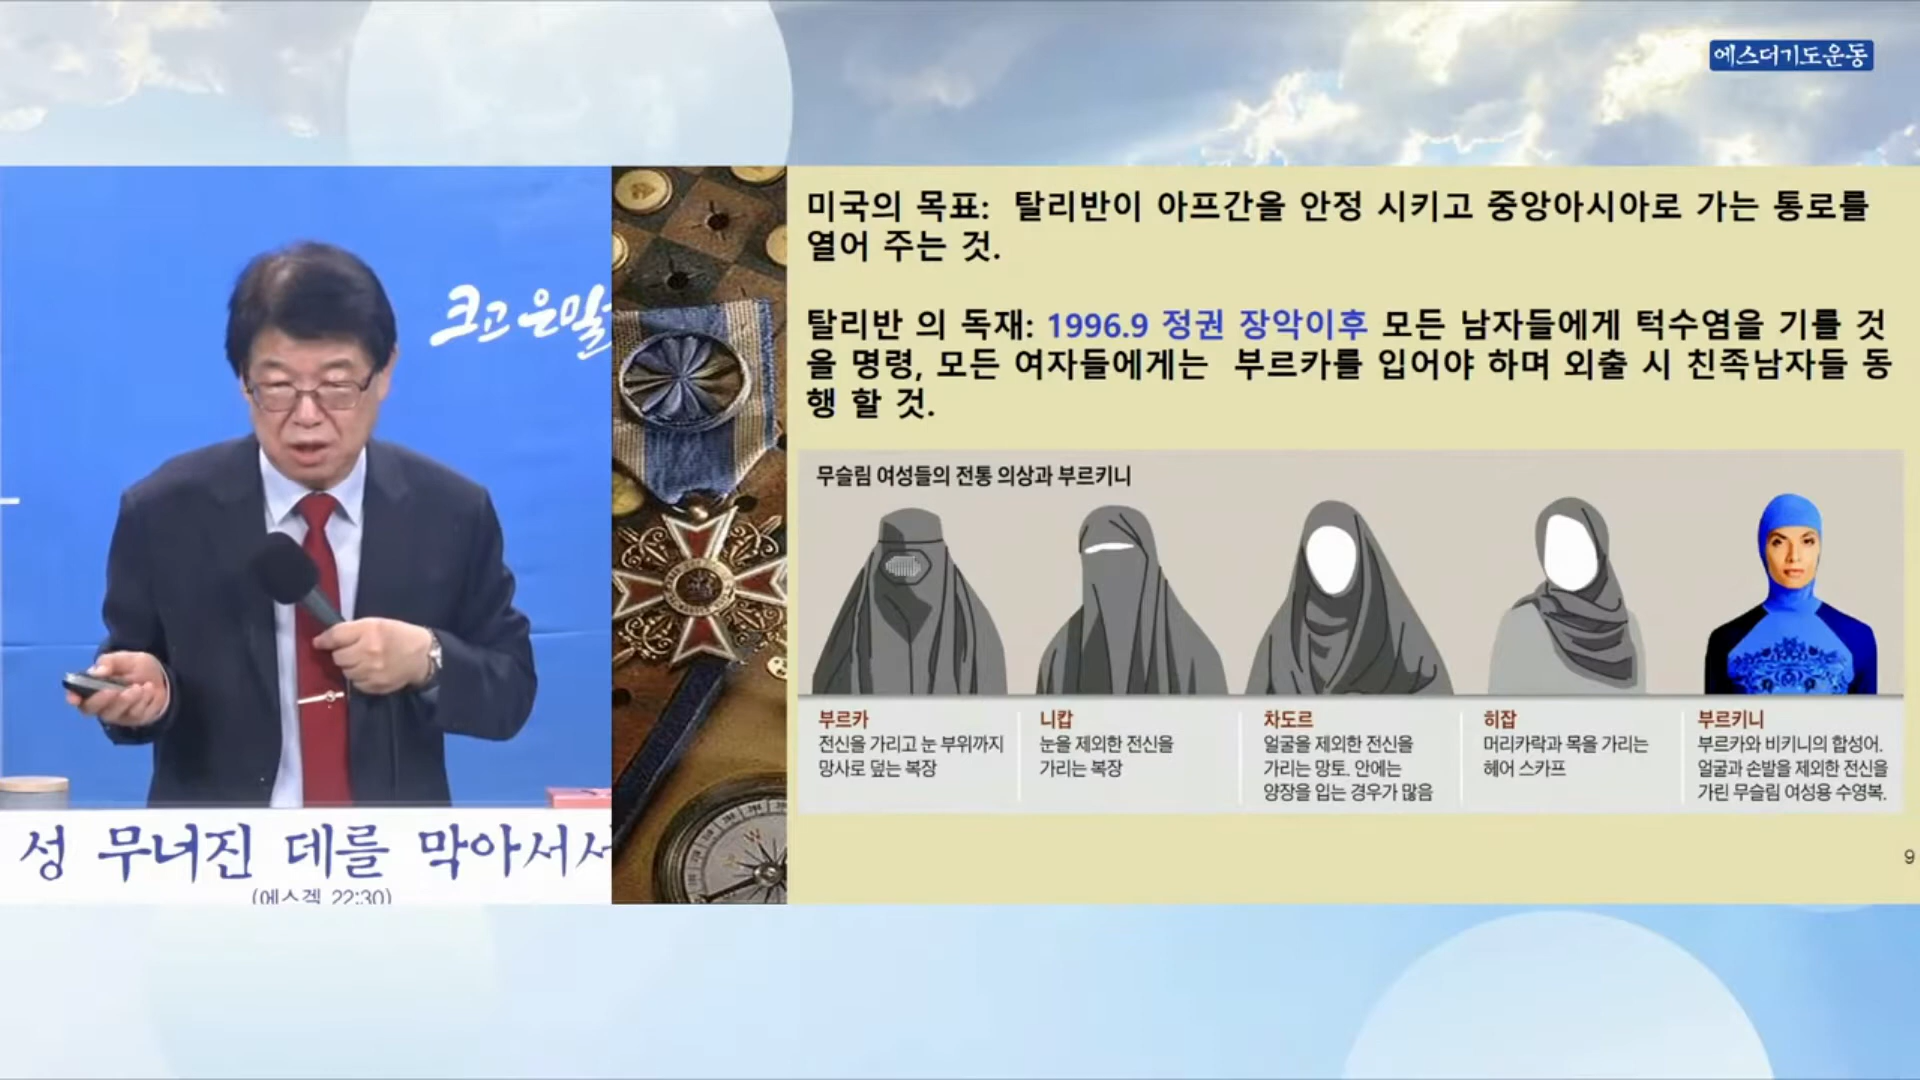 에스더기도운동
크고 은밀
성 무너진 데를 막아서서
(에스겔 22:30)
미국의 목표: 탈리반이 아프간을 안정 시키고 중앙아시아로 가는 통로를
열어 주는 것.
탈리반 의 독재: 1996.9 정권 장악이후 모든 남자들에게 턱수염을 기를 것
을 명령, 모든 여자들에게는 부르카를 입어야 하며 외출 시 친족남자들 동
행 할 것.
무슬림 여성들의 전통 의상과 부르키니
부르카
전신을 가리고 눈 부위까지
망사로 덮는 복장
니캅
눈을 제외한 전신을
가리는 복장
차도르
얼굴을 제외한 전신을
가리는 망토. 안에는
양장을 입는 경우가 많음
히잡
머리카락과 목을 가리는
헤어 스카프
부르키니
부르카와 비키니의 합성어.
얼굴과 손발을 제외한 전신을
가린 무슬림 여성용 수영복.
9